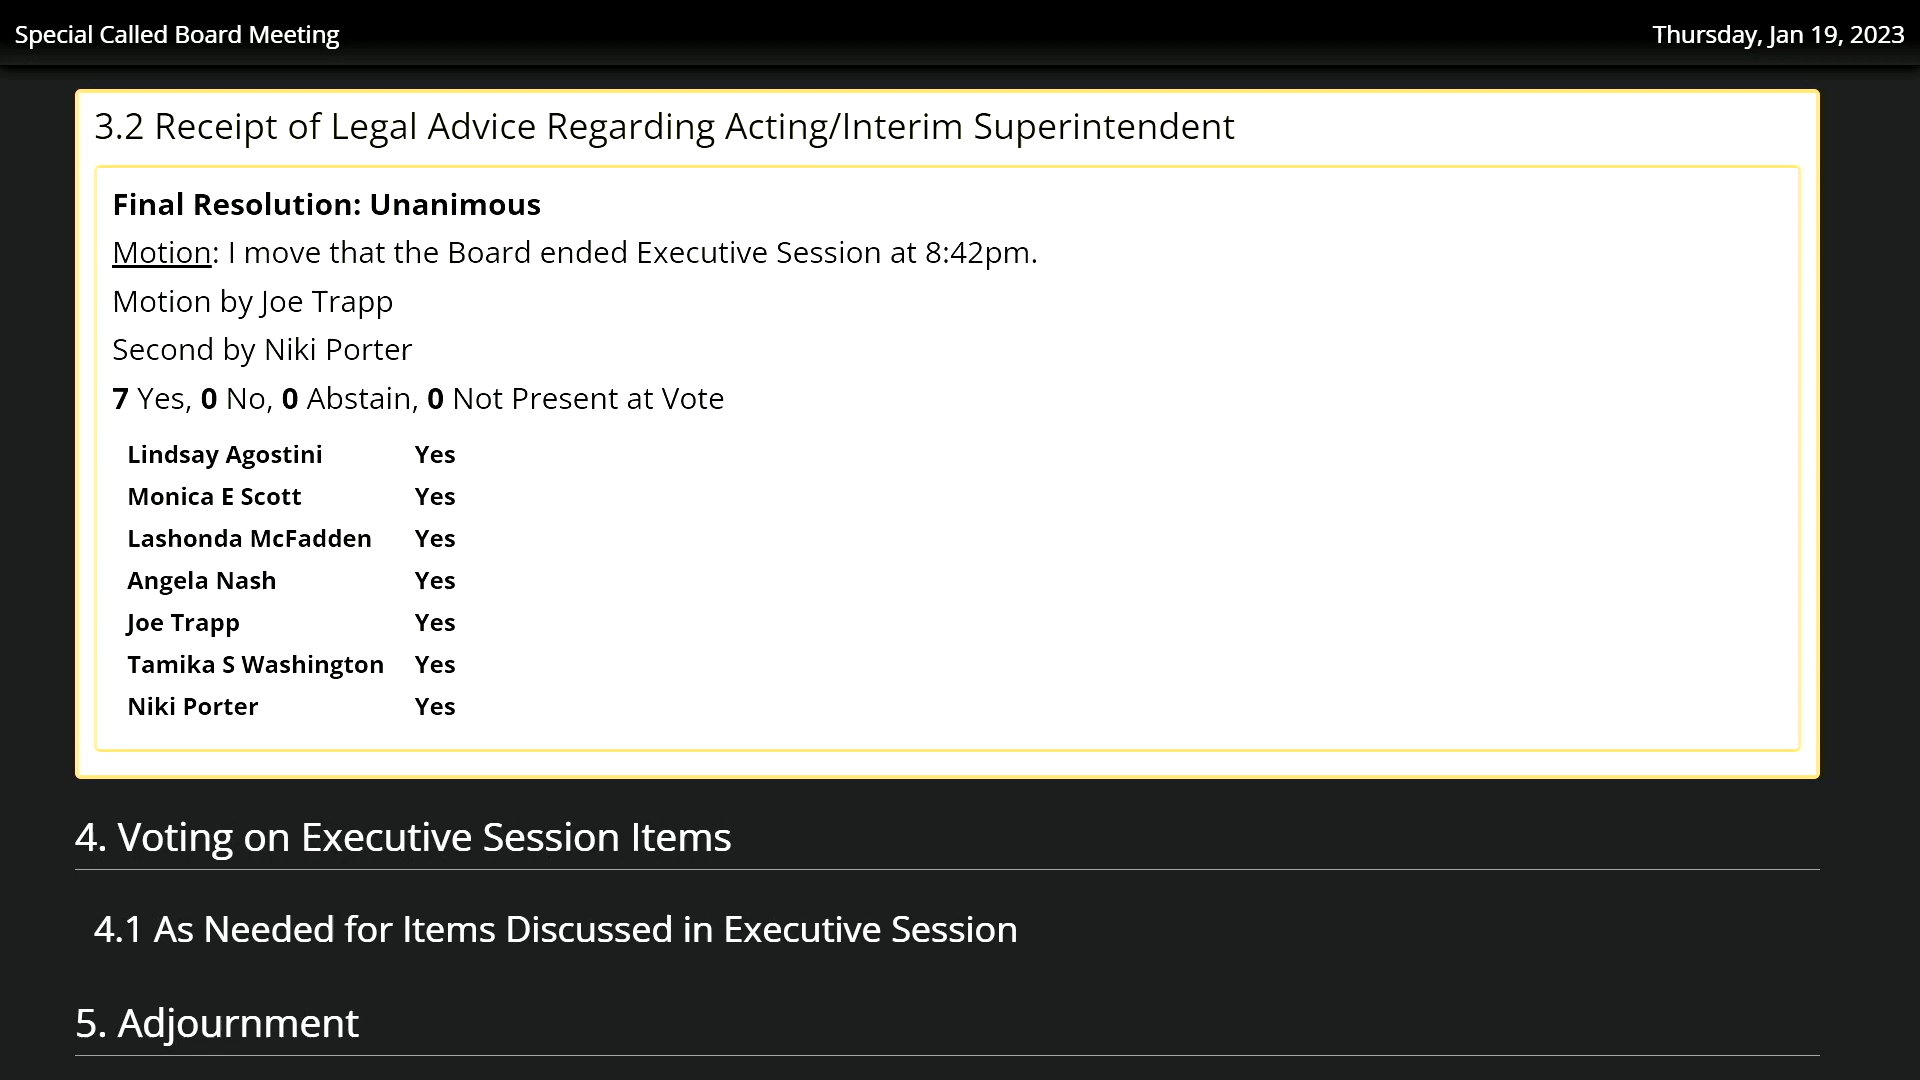 Special Called Board Meeting
Thursday, Jan 19, 2023
3.2 Receipt of Legal Advice Regarding Acting/Interim Superintendent
Final Resolution: Unanimous
Motion: I move that the Board ended Executive Session at 8:42pm.
Motion by Joe Trapp
Second by Niki Porter
7 Yes, 0 No, 0 Abstain, 0 Not Present at Vote
Lindsay Agostini Yes
Monica E Scott Yes
Lashonda McFadden Yes
Angela Nash Yes
Joe Trapp Yes
Tamika S Washington Yes
Niki Porter Yes
4. Voting on Executive Session Items
4.1 As Needed for Items Discussed in Executive Session
5. Adjournment